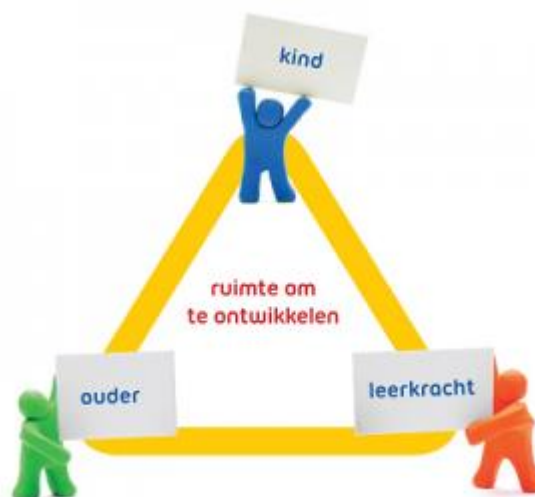 kind
ruimte om
te ontwikkelen
ouder
leerkracht